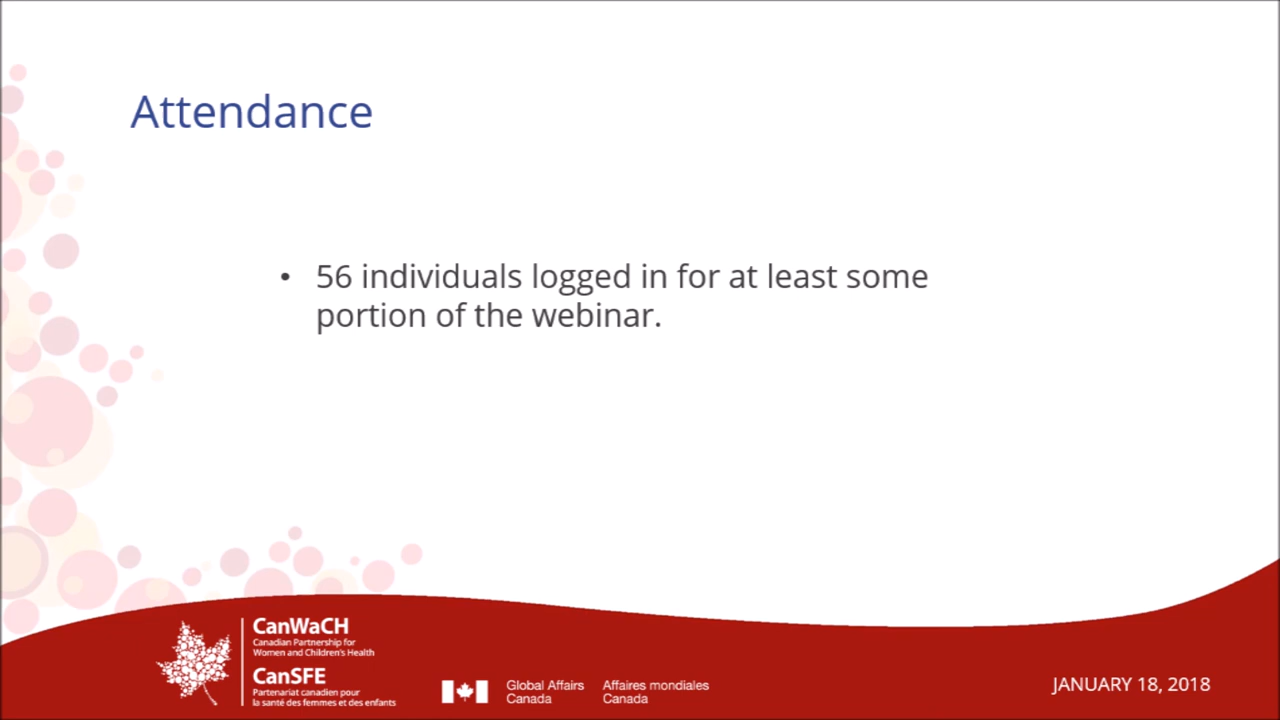 Attendance
• 56 individuals logged in for at least some
portion of the webinar.
CanWaCH
Canadian Partnership for
Women and Children's Health
CanSFE
Partenariat canadien pour
la santé des femmes et des enfants
Global Affairs
Canada
Affaires mondiales
Canada
JANUARY 18, 2018